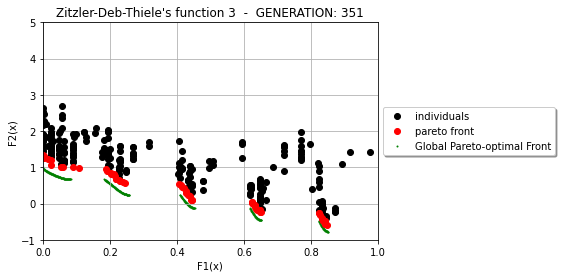 Zitzler-Deb-Thiele's function 3 - GENERATION: 351
F2(x)
5
4
3
2
1
0
−1
0.0 0.2 0.4 0.6 0.8 1.0
F1(x)
individuals
pareto front
Global Pareto-optimal Front